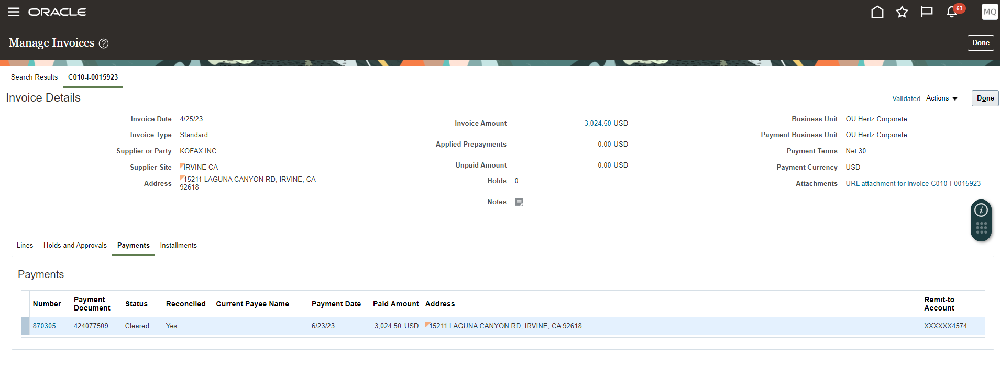 ORACLE
63
MQ
Manage Invoices ?
Done
Search Results C010-I-0015923
Invoice Details
Validated Actions Done
Invoice Date 4/25/23
Invoice Type Standard
Supplier or Party KOFAX INC
Supplier Site IRVINE CA
Address 15211 LAGUNA CANYON RD, IRVINE, CA-
92618
Invoice Amount 3,024.50 USD
Applied Prepayments 0.00 USD
Unpaid Amount 0.00 USD
Holds 0
Notes
Business Unit OU Hertz Corporate
Payment Business Unit OU Hertz Corporate
Payment Terms Net 30
Payment Currency USD
Attachments URL attachment for invoice C010-I-0015923
i
Lines Holds and Approvals Payments Installments
Payments
Number Payment Document Status Reconciled Current Payee Name Payment Date Paid Amount Address Remit-to Account
870305 424077509 ... Cleared Yes 6/23/23 3,024.50 USD 15211 LAGUNA CANYON RD, IRVINE, CA 92618 XXXXXX4574